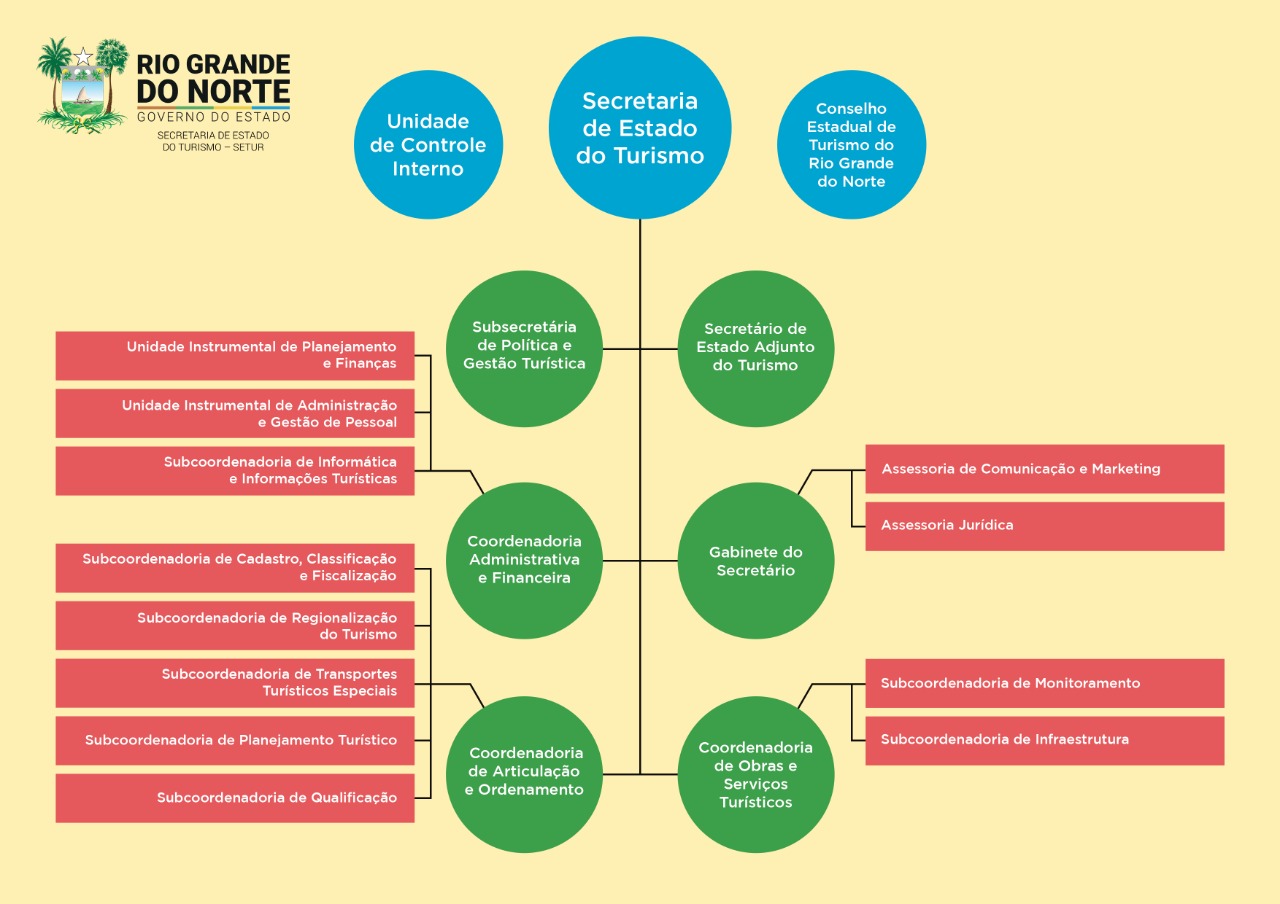 RIO GRANDE
DO NORTE
GOVERNO DO ESTADO
SECRETARIA DE ESTADO
DO TURISMO – SETUR
Unidade
de Controle
Interno
Secretaria
de Estado
do Turismo
Conselho
Estadual de
Turismo do
Rio Grande
do Norte
Subsecretária
de Política e
Gestão Turística
Secretário de
Estado Adjunto
do Turismo
Unidade Instrumental de Planejamento
e Finanças
Unidade Instrumental de Administração
e Gestão de Pessoal
Subcoordenadoria de Informática
e Informações Turísticas
Coordenadoria
Administrativa
e Financeira
Gabinete do
Secretário
Assessoria de Comunicação e Marketing
Assessoria Jurídica
Subcoordenadoria de Cadastro, Classificação
e Fiscalização
Subcoordenadoria de Regionalização
do Turismo
Subcoordenadoria de Transportes
Turísticos Especiais
Subcoordenadoria de Planejamento Turístico
Subcoordenadoria de Qualificação
Coordenadoria
de Articulação
e Ordenamento
Coordenadoria
de Obras e
Serviços
Turísticos
Subcoordenadoria de Monitoramento
Subcoordenadoria de Infraestrutura